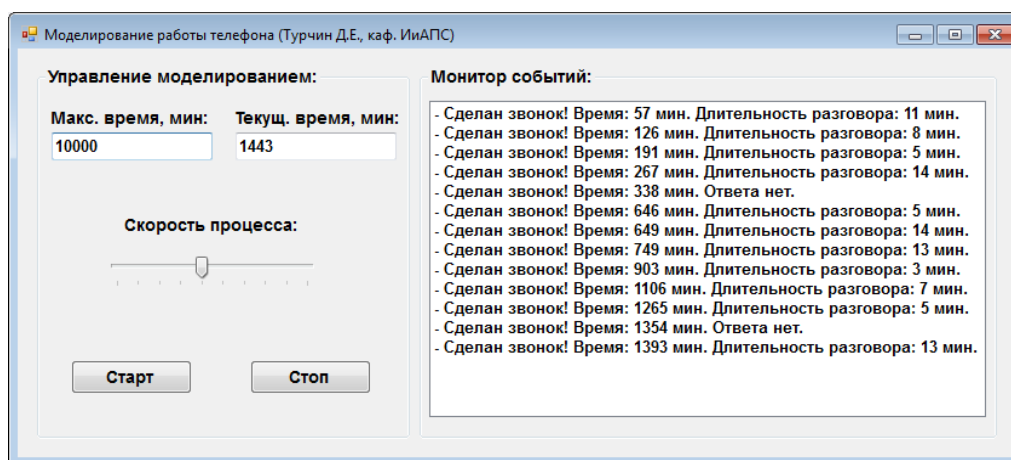 Моделирование работы телефона (Турчин Д.Е., каф. ИиАПС)
Управление моделированием:
Макс. время, мин:
Текущ. время, мин:
10000
1443
Скорость процесса:
Старт
Стоп
Монитор событий:
- Сделан звонок! Время: 57 мин. Длительность разговора: 11 мин.
- Сделан звонок! Время: 126 мин. Длительность разговора: 8 мин.
- Сделан звонок! Время: 191 мин. Длительность разговора: 5 мин.
- Сделан звонок! Время: 267 мин. Длительность разговора: 14 мин.
- Сделан звонок! Время: 338 мин. Ответа нет.
- Сделан звонок! Время: 646 мин. Длительность разговора: 5 мин.
- Сделан звонок! Время: 649 мин. Длительность разговора: 14 мин.
- Сделан звонок! Время: 749 мин. Длительность разговора: 13 мин.
- Сделан звонок! Время: 903 мин. Длительность разговора: 3 мин.
- Сделан звонок! Время: 1106 мин. Длительность разговора: 7 мин.
- Сделан звонок! Время: 1265 мин. Длительность разговора: 5 мин.
- Сделан звонок! Время: 1354 мин. Ответа нет.
- Сделан звонок! Время: 1393 мин. Длительность разговора: 13 мин.